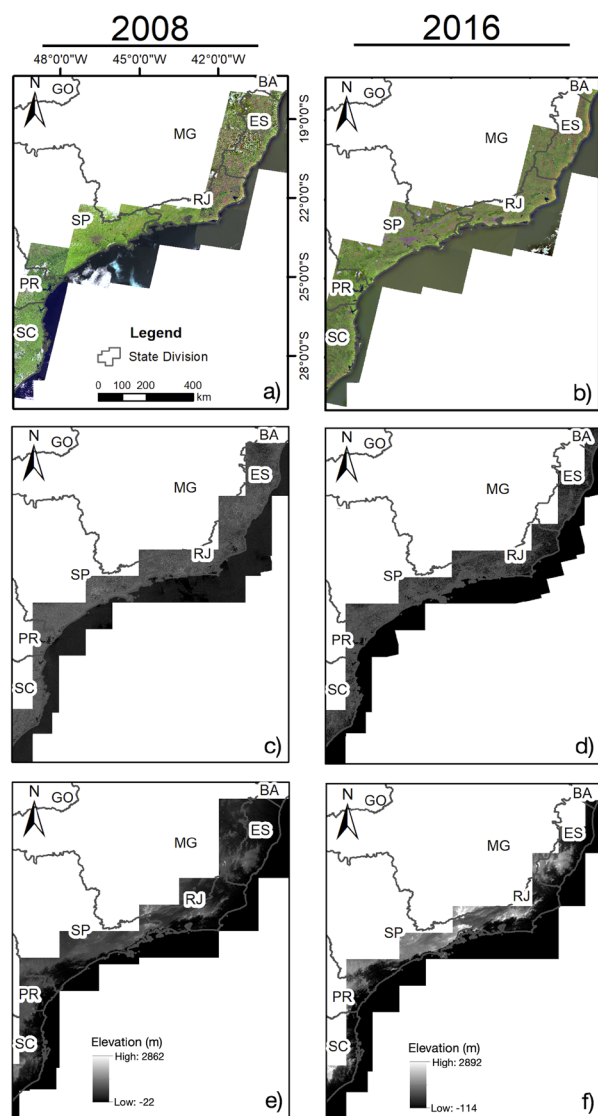 2008
2016
48°0'0"W
45°0'0"W
42°0'0"W
N
GO
BA
MG
ES
RJ
SP
PR
SC
19°0'0"S
22°0'0"S
25°0'0"S
28°0'0"S
Legend
State Division
0 100 200 400
km
a)
N
GO
BA
MG
ES
RJ
SP
PR
SC
b)
N
GO
BA
MG
ES
RJ
SP
PR
SC
c)
N
GO
BA
MG
ES
RJ
SP
PR
SC
d)
N
GO
BA
MG
ES
RJ
SP
PR
SC
Elevation (m)
High: 2862
Low: -22
e)
N
GO
BA
MG
ES
RJ
SP
PR
SC
Elevation (m)
High: 2892
Low: -114
f)